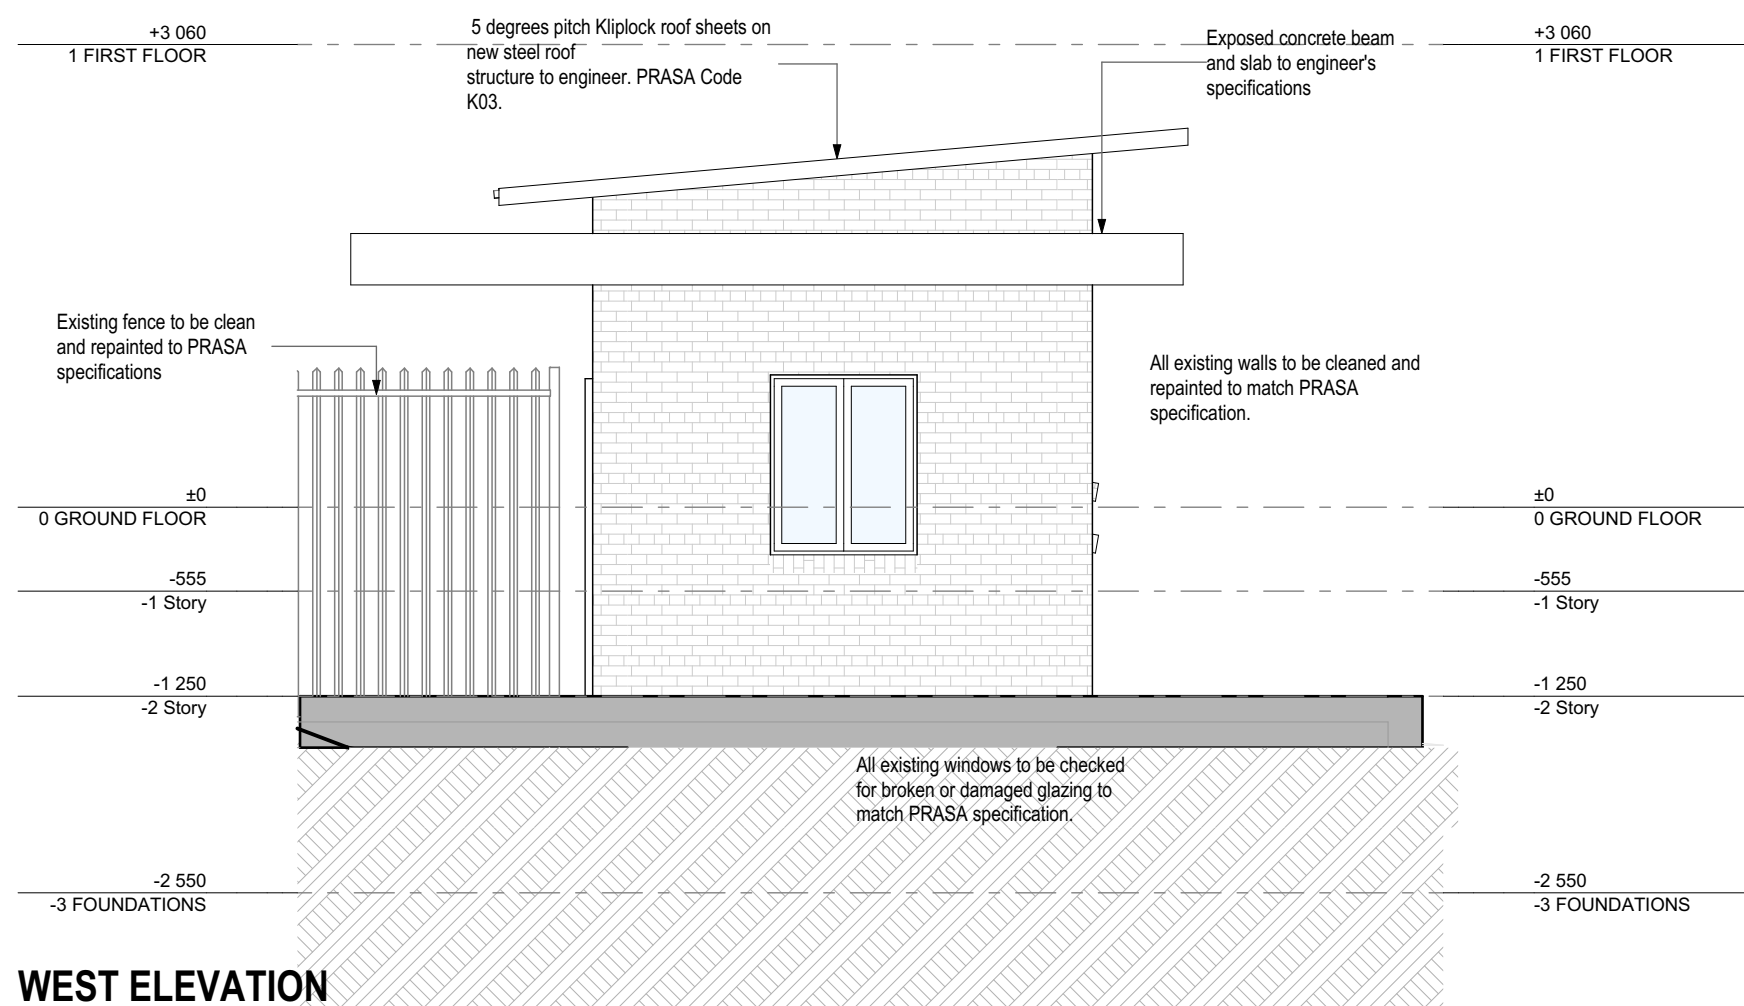 +3 060
1 FIRST FLOOR
5 degrees pitch Kliplock roof sheets on
new steel roof
structure to engineer. PRASA Code
K03.
Exposed concrete beam
and slab to engineer's
specifications
+3 060
1 FIRST FLOOR
Existing fence to be clean
and repainted to PRASA
specifications
All existing walls to be cleaned and
repainted to match PRASA
specification.
±0
0 GROUND FLOOR
±0
0 GROUND FLOOR
-555
-1 Story
-555
-1 Story
-1 250
-2 Story
-1 250
-2 Story
All existing windows to be checked
for broken or damaged glazing to
match PRASA specification.
-2 550
-3 FOUNDATIONS
-2 550
-3 FOUNDATIONS
WEST ELEVATION